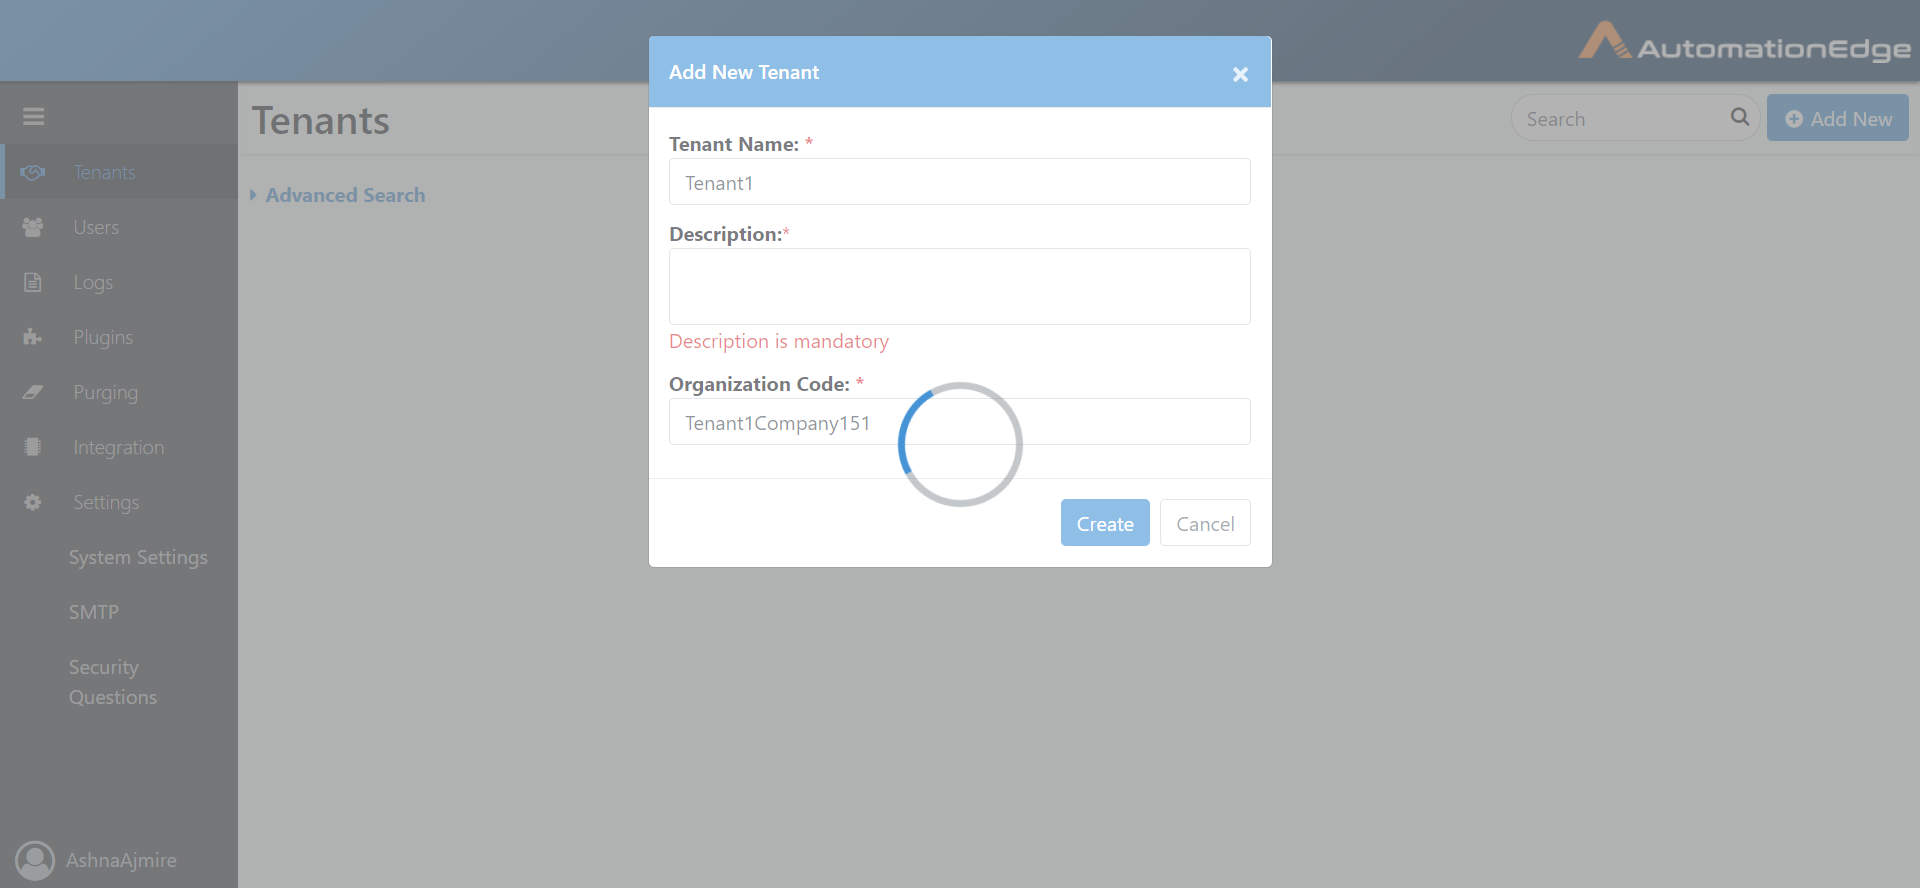 AutomationEdge
Add New Tenant
Tenants
Search
Add New
Tenant Name: *
Tenant1
Tenants
Advanced Search
Users
Description:*
Logs
Plugins
Description is mandatory
Purging
Organization Code: *
Tenant1Company151
Integration
Settings
Create
Cancel
System Settings
SMTP
Security
Questions
AshnaAjmire